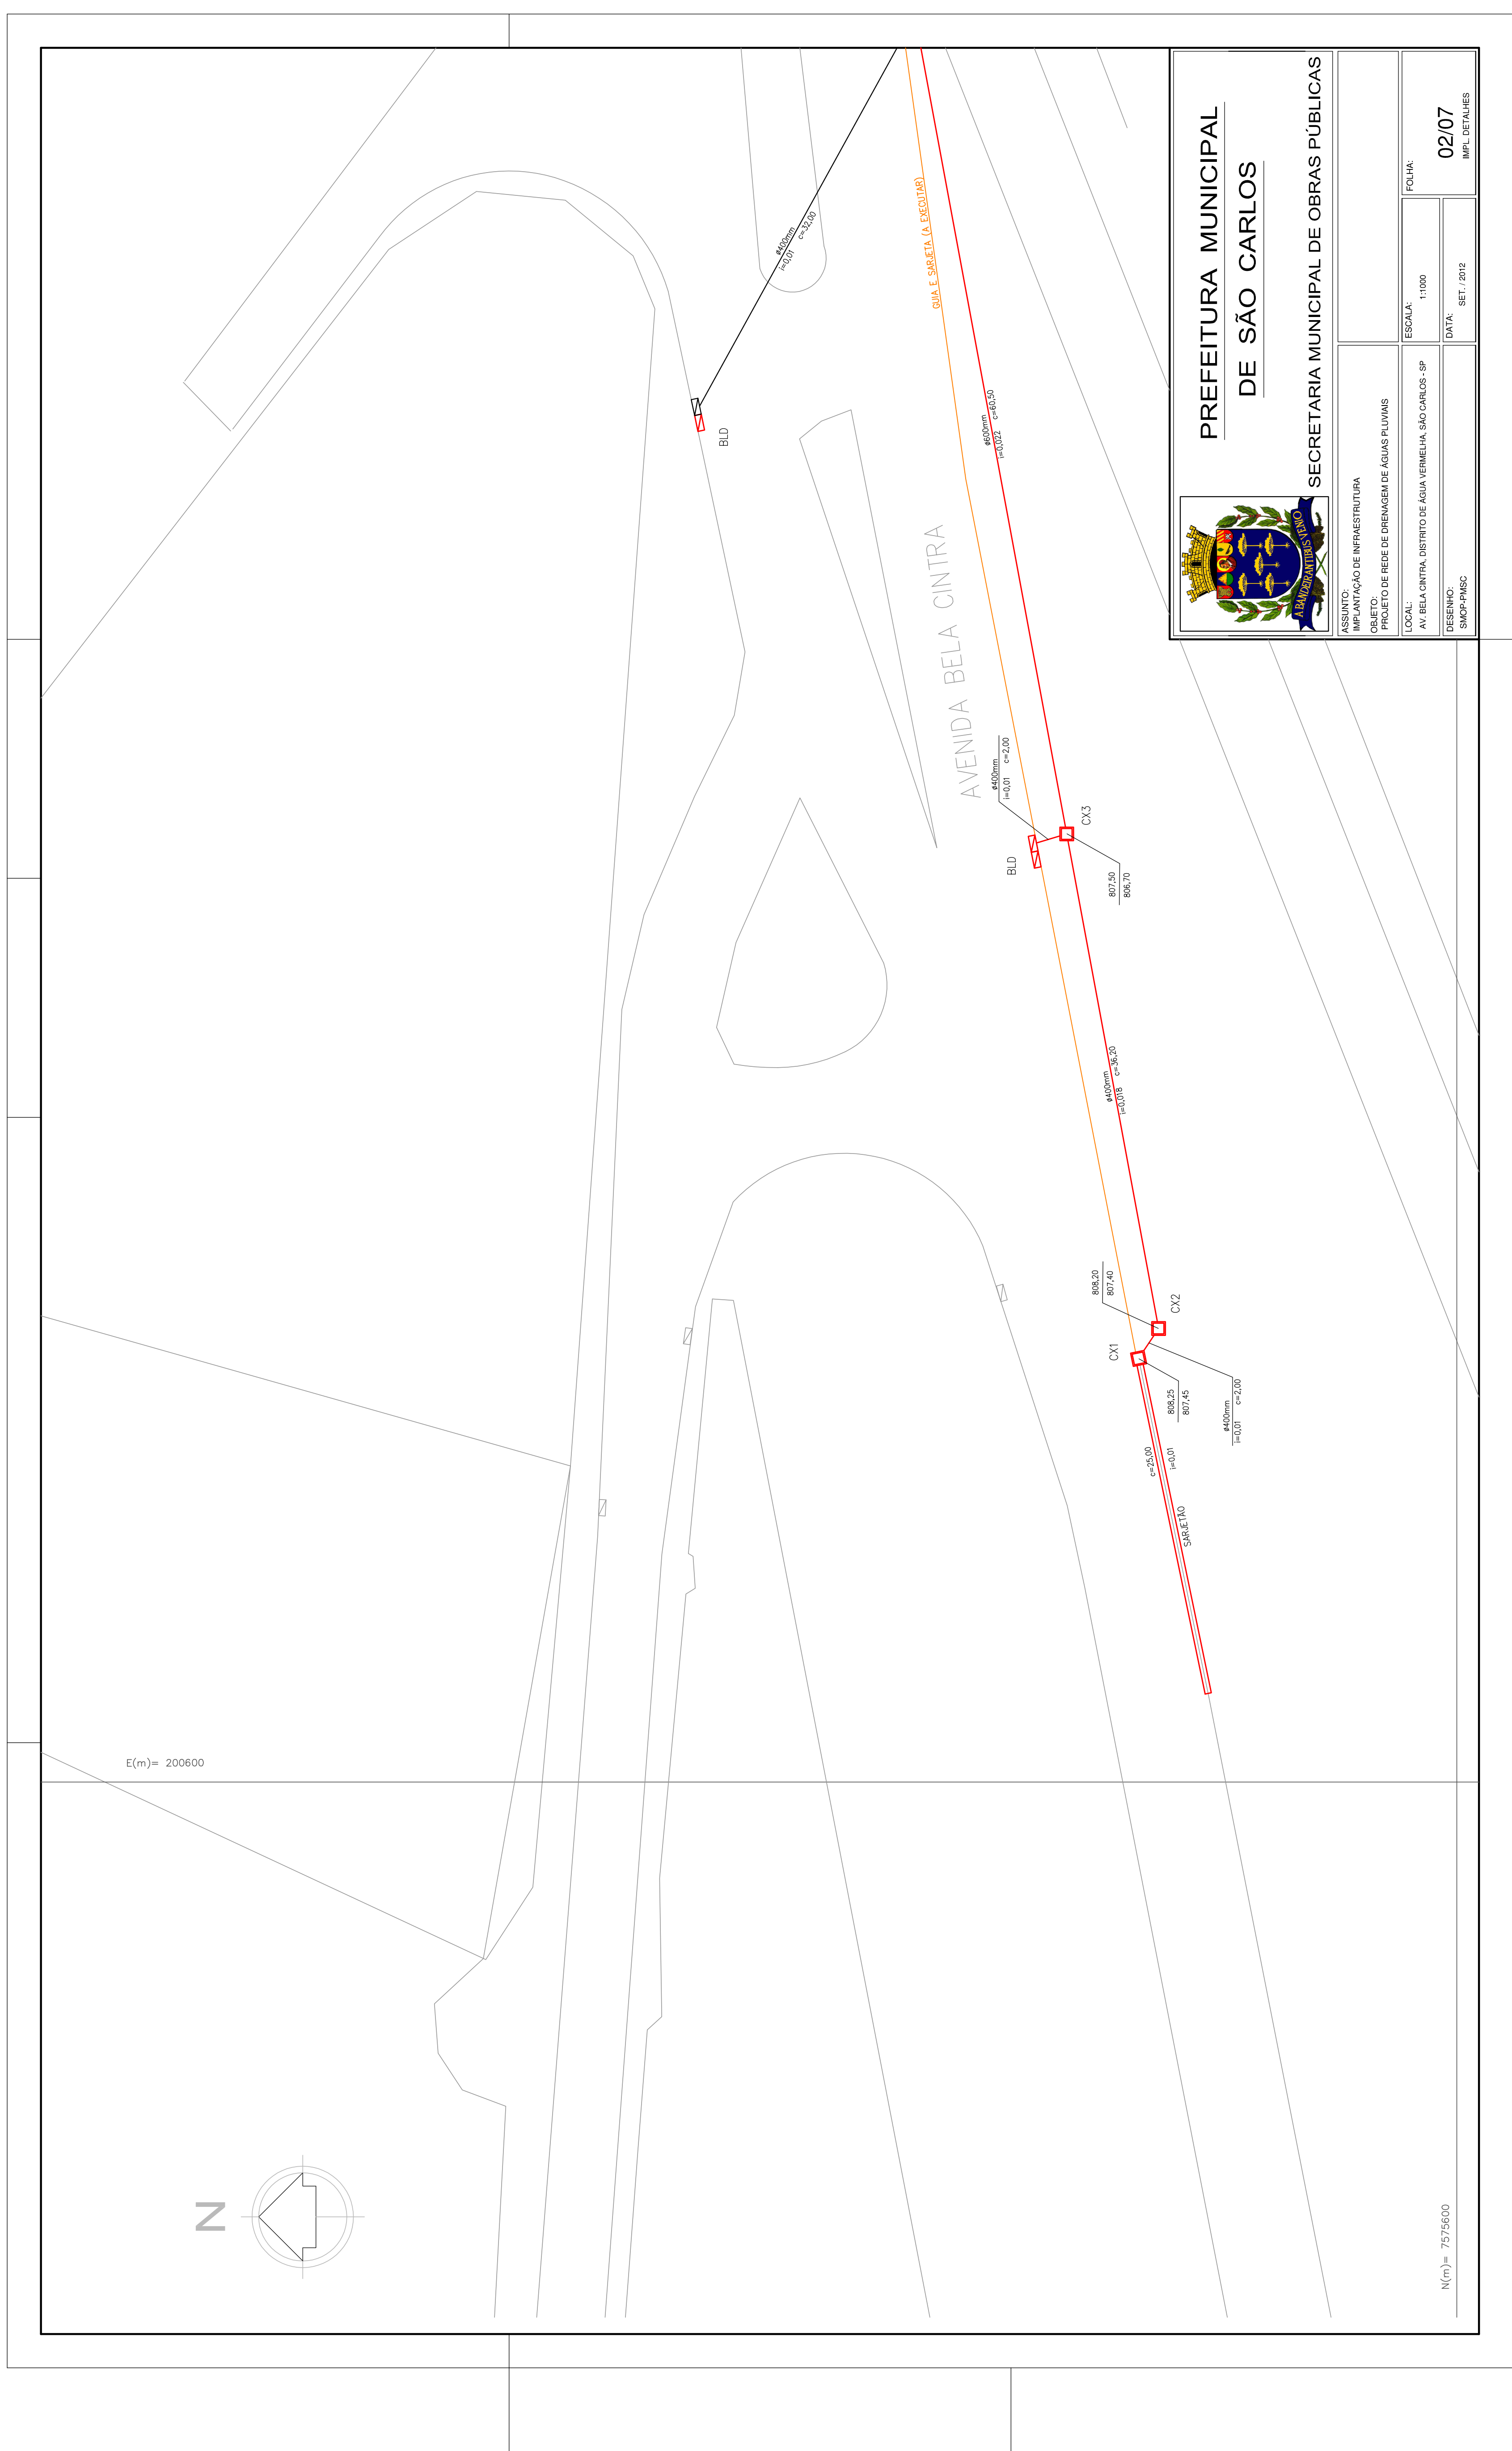 PREFEITURA MUNICIPAL
DE SÃO CARLOS
SECRETARIA MUNICIPAL DE OBRAS PÚBLICAS
A BANDEIRANTIBUS VENIO
ASSUNTO:
IMPLANTAÇÃO DE INFRAESTRUTURA
OBJETO:
PROJETO DE REDE DE DRENAGEM DE ÁGUAS PLUVIAIS
LOCAL:
AV. BELA CINTRA, DISTRITO DE ÁGUA VERMELHA, SÃO CARLOS - SP
DESENHO:
SMOP-PMSC
ESCALA:
1:1000
DATA:
SET. / 2012
FOLHA:
02/07
IMPL. DETALHES
ø400mm
i=0,01 c=32,00
GUIA E SARJETA (A EXECUTAR)
BLD
ø600mm
i=0,022 c=60,50
AVENIDA BELA CINTRA
ø400mm
i=0,01 c=2,00
CX3
BLD
807,50
806,70
ø400mm
i=0,018 c=36,20
808,20
807,40
CX2
CX1
808,25
807,45
ø400mm
i=0,01 c=2,00
c=25,00
i=0,01
SARJETÃO
E(m)= 200600
N
N(m)= 7575600